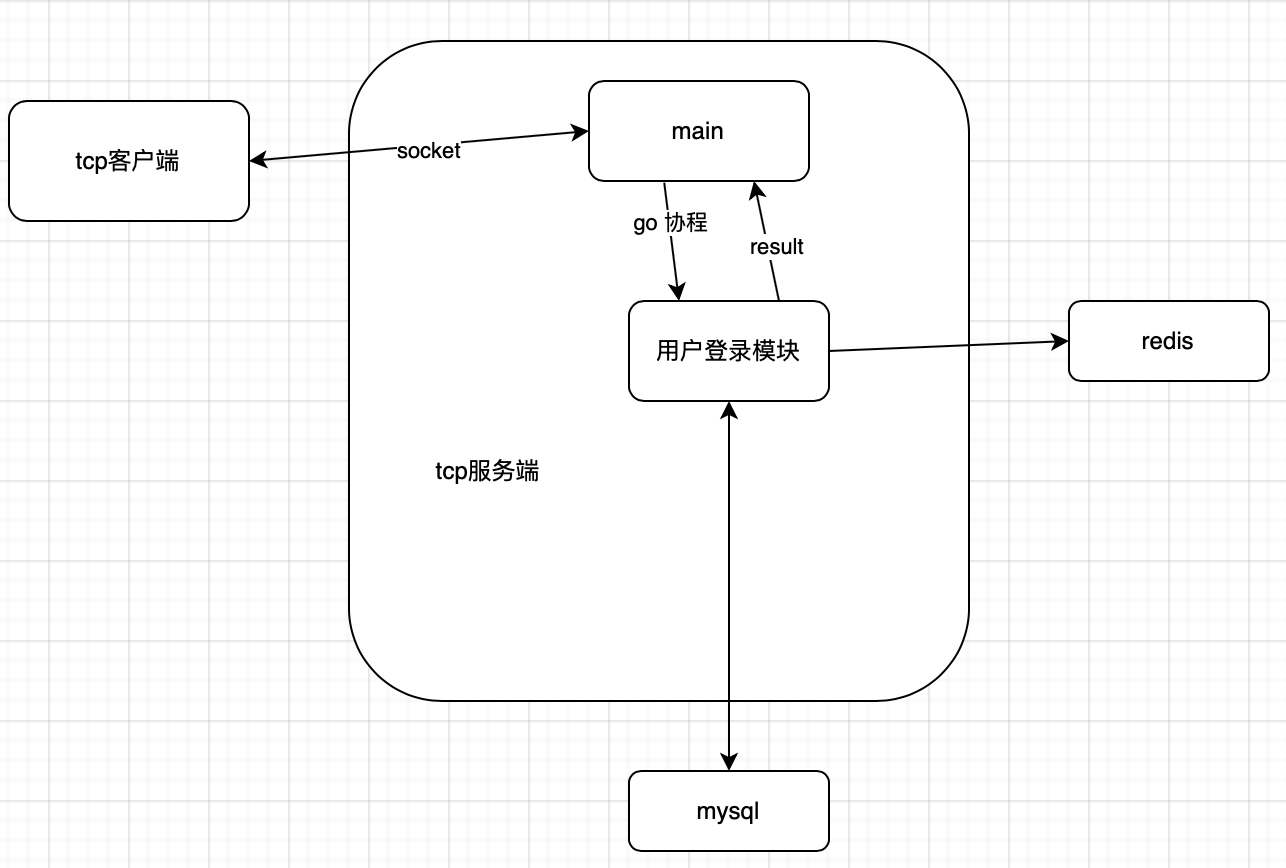 main
tcp客户端
socket
go 协程
result
用户登录模块
redis
tcp服务端
mysql